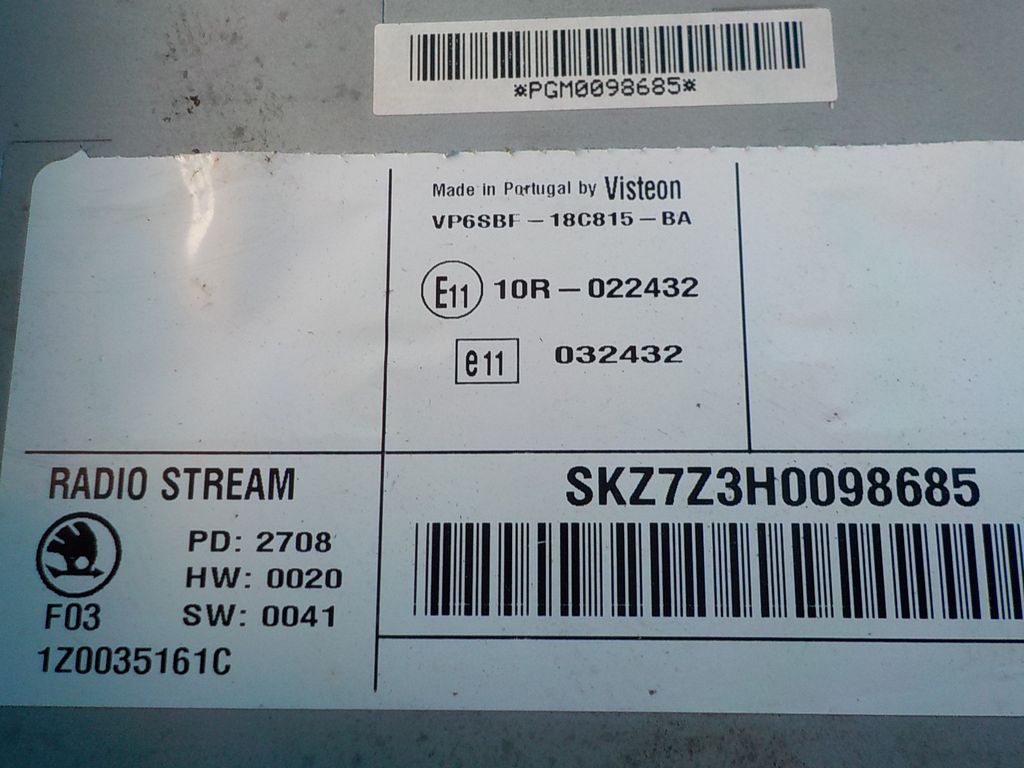 *PGM0098685*
Made in Portugal by Visteon
VP6SBF - 18C815 - BA
E11 10R - 022432
e11 032432
RADIO STREAM
PD: 2708
HW: 0020
F03 SW: 0041
1Z0035161C
SKZ7Z3H0098685